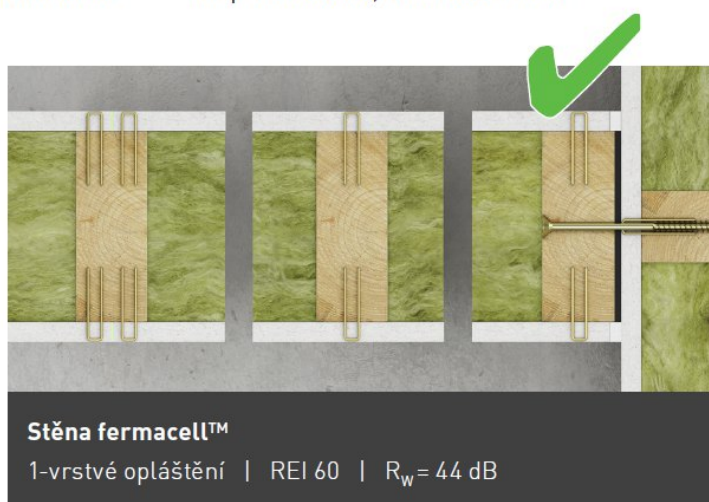 Stěna fermacell™
1-vrstvé opláštění | REI 60 | Rw= 44 dB